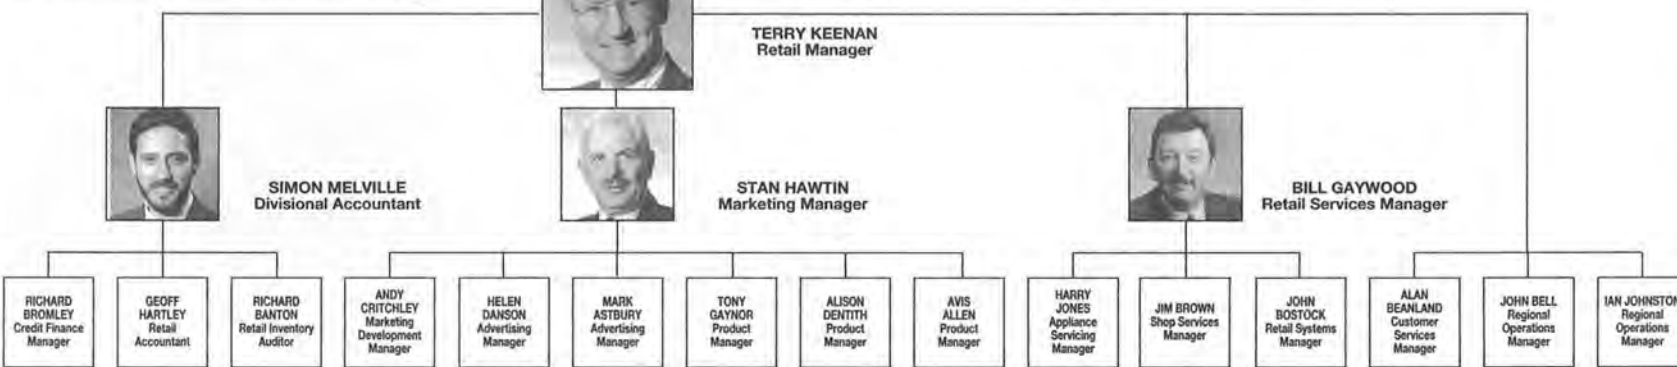 TERRY KEENAN
Retail Manager
SIMON MELVILLE
Divisional Accountant
STAN HAWTIN
Marketing Manager
BILL GAYWOOD
Retail Services Manager
RICHARD
BROMLEY
Credit Finance
Manager
GEOFF
HARTLEY
Retail
Accountant
RICHARD
BANTON
Retail Inventory
Auditor
ANDY
CRITCHLEY
Marketing
Development
Manager
HELEN
DANSON
Advertising
Manager
MARK
ASTBURY
Advertising
Manager
TONY
GAYNOR
Product
Manager
ALISON
DENTITH
Product
Manager
AVIS
ALLEN
Product
Manager
HARRY
JONES
Appliance
Servicing
Manager
JIM BROWN
Shop Services
Manager
JOHN
BOSTOCK
Retail Systems
Manager
ALAN
BEANLAND
Customer
Services
Manager
JOHN BELL
Regional
Operations
Manager
IAN JOHNSTON
Regional
Operations
Manager